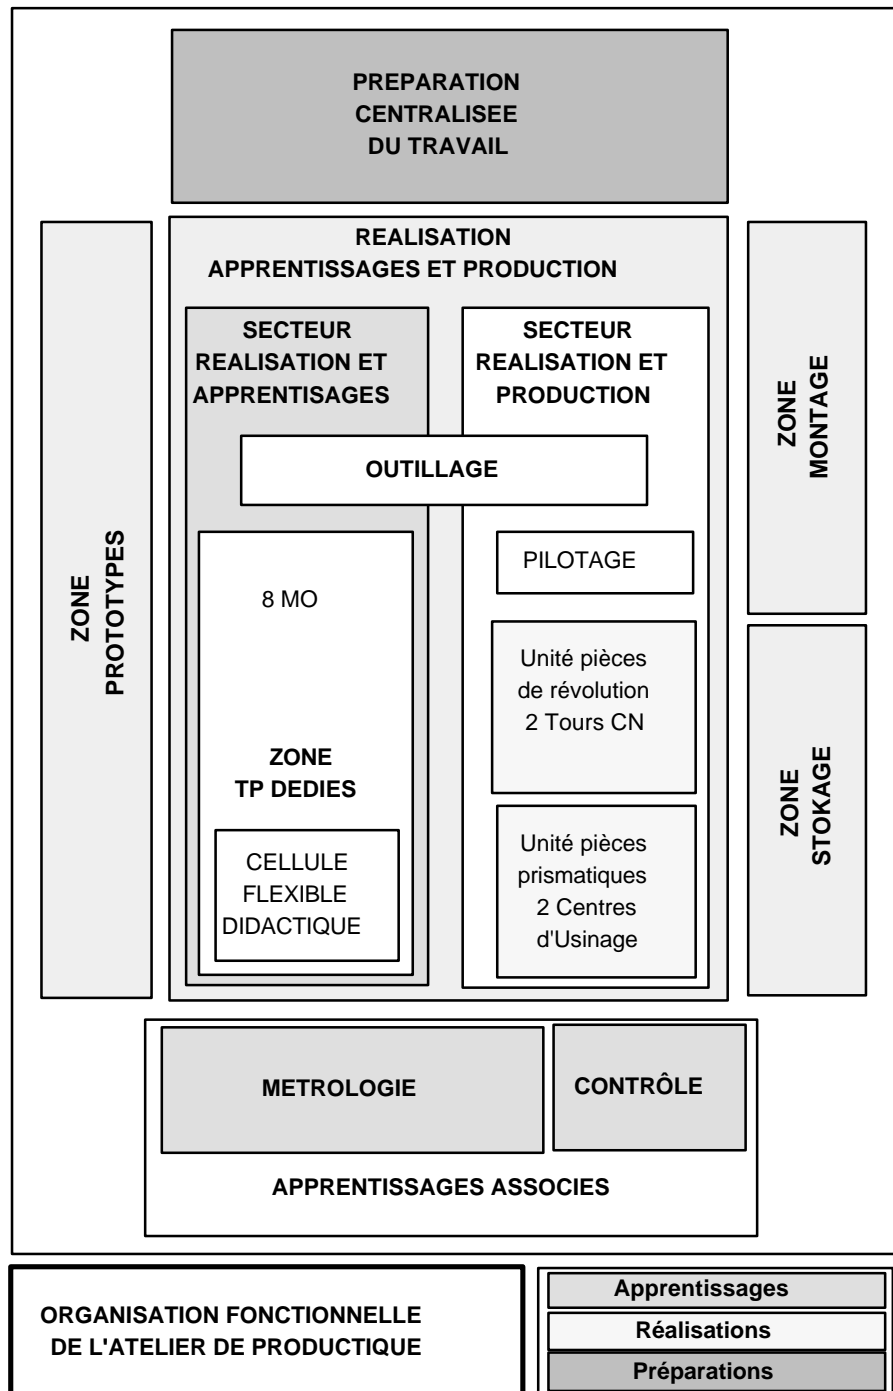 PREPARATION
CENTRALISEE
DU TRAVAIL
REALISATION
APPRENTISSAGES ET PRODUCTION
SECTEUR
REALISATION ET
APPRENTISAGES
SECTEUR
REALISATION ET
PRODUCTION
OUTILLAGE
8 MO
ZONE
TP DEDIES
CELLULE
FLEXIBLE
DIDACTIQUE
PILOTAGE
Unité pièces
de révolution
2 Tours CN
Unité pièces
prismatiques
2 Centres
d'Usinage
ZONE
PROTOTYPES
ZONE
MONTAGE
ZONE
STOKAGE
METROLOGIE
CONTRÔLE
APPRENTISSAGES ASSOCIES
ORGANISATION FONCTIONNELLE
DE L'ATELIER DE PRODUCTIQUE
Apprentissages
Réalisations
Préparations